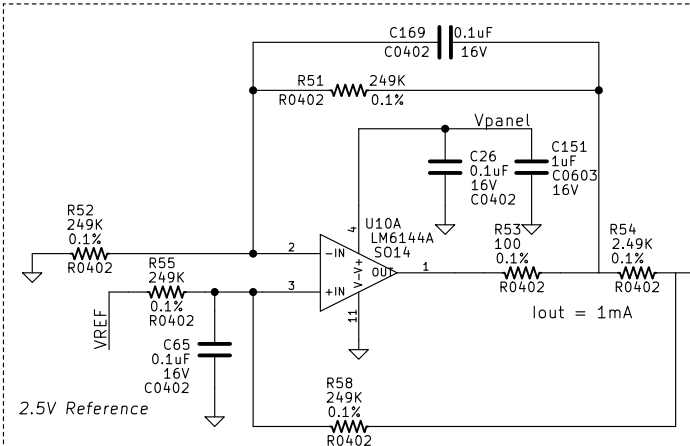 C169
0.1uF
C0402
16V
R51
249K
R0402
0.1%
Vpanel
C26
0.1uF
16V
C0402
C151
1uF
C0603
16V
U10A
LM6144A
SO14
4
R52
249K
0.1%
R0402
2
-IN
V+
OUT
1
R53
100
0.1%
R0402
R54
2.49K
0.1%
R0402
R55
249K
0.1%
R0402
3
+IN
V-
11
Iout = 1mA
VREF
C65
0.1uF
16V
C0402
2.5V Reference
R58
249K
0.1%
R0402